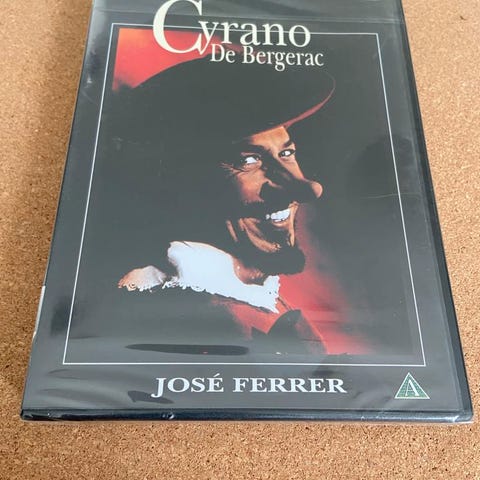 Cyrano
De Bergerac
JOSÉ FERRER
A